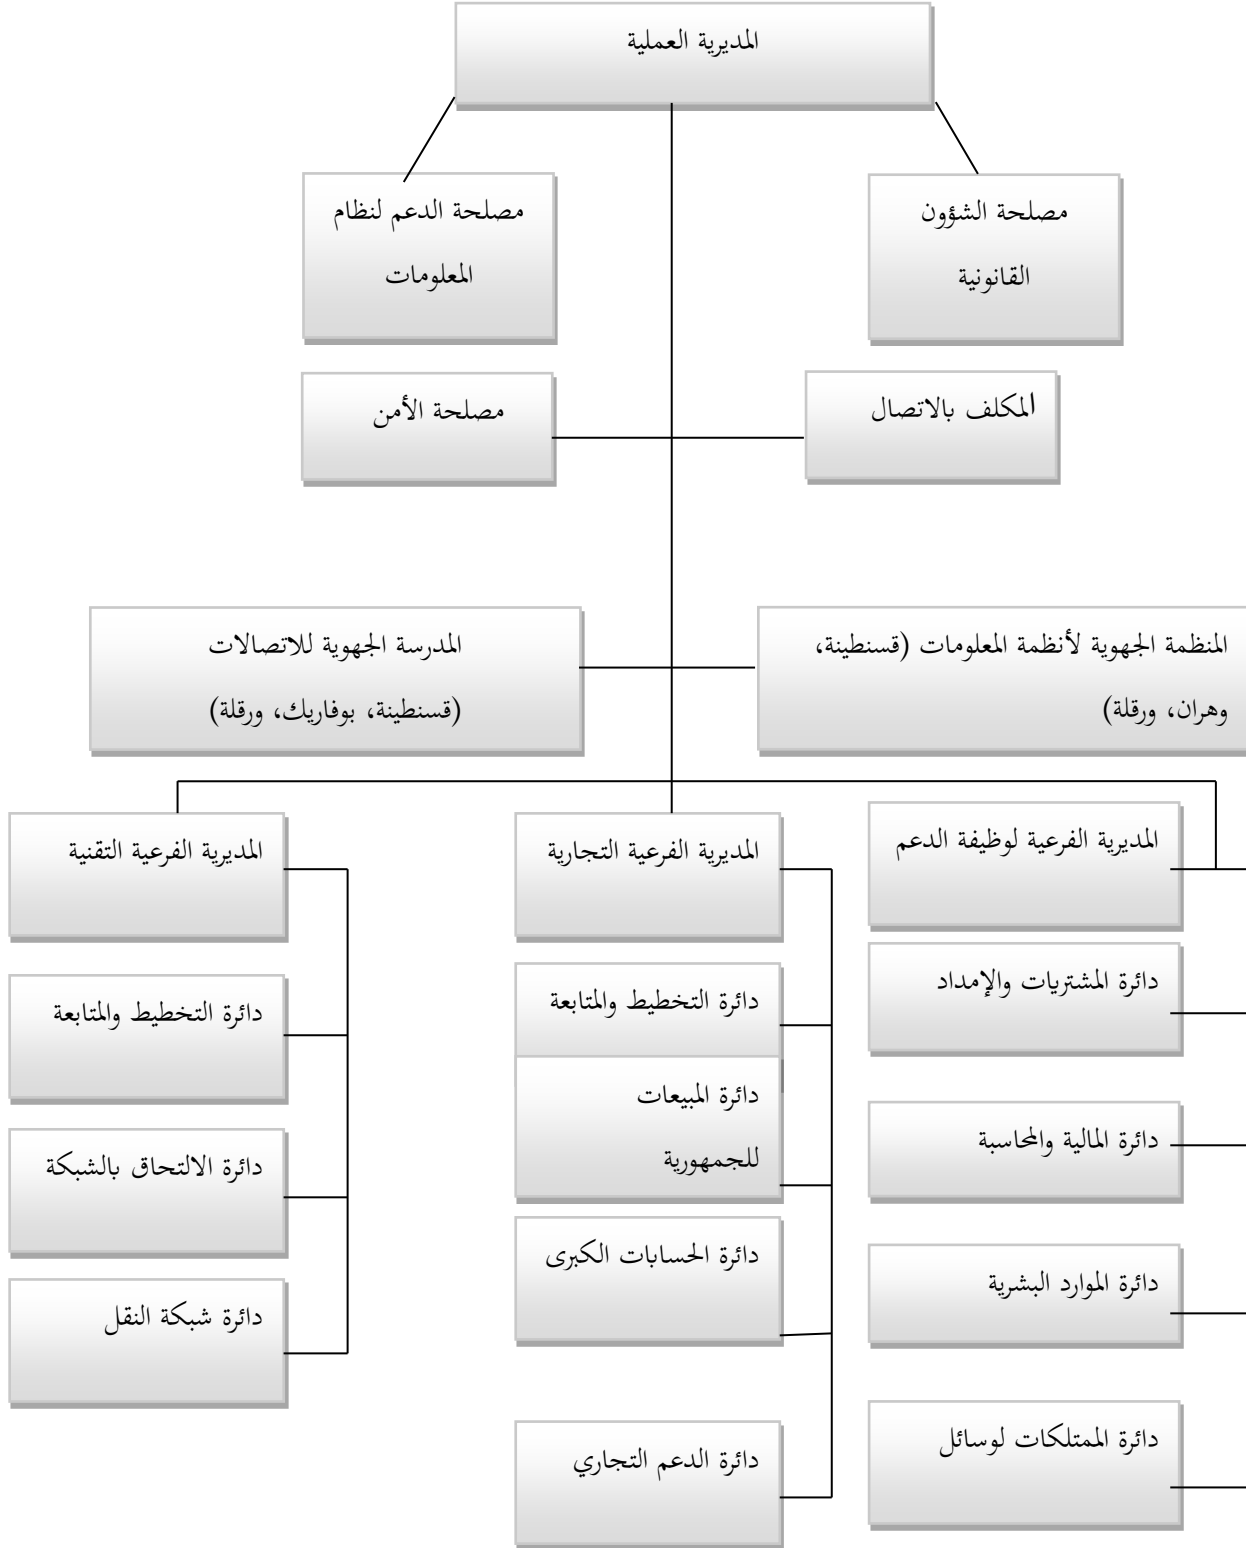 المديرية العملية
مصلحة الشؤون
القانونية
مصلحة الدعم لنظام
المعلومات
المكلف بالاتصال
مصلحة الأمن
المنظمة الجهوية لأنظمة المعلومات (قسنطينة،
وهران، ورقلة)
المدرسة الجهوية للاتصالات
(قسنطينة، بوفاريك، ورقلة)
المديرية الفرعية لوظيفة الدعم
دائرة المشتريات والإمداد
دائرة المالية والمحاسبة
دائرة الموارد البشرية
دائرة الممتلكات لوسائل
المديرية الفرعية التجارية
دائرة التخطيط والمتابعة
دائرة المبيعات
للجمهورية
دائرة الحسابات الكبرى
دائرة الدعم التجاري
المديرية الفرعية التقنية
دائرة التخطيط والمتابعة
دائرة الالتحاق بالشبكة
دائرة شبكة النقل